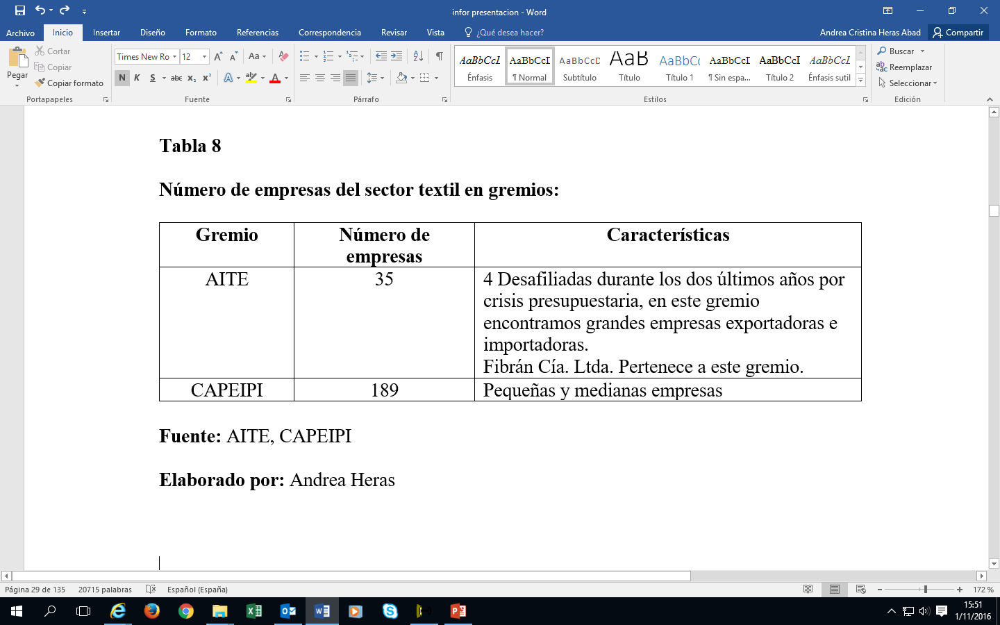 infor presentacion - Word
Archivo Inicio Insertar Diseño Formato Referencias Correspondencia Revisar Vista ¿Qué desea hacer? Andrea Cristina Heras Abad Compartir
Pegar
Cortar
Copiar
Copiar formato
Portapapeles
Times New Ro 12
N K S abc x₂ x²
Fuente
Párrafo
AaBbCcI AaBbCcI AaBbCcD AaB AaBbCc AaBbCcI AaBbCcI AaBbCcI
Énfasis ¶ Normal Subtítulo Título Título 1 ¶ Sin espa... Título 2 Énfasis sutil
Estilos
Buscar
Reemplazar
Seleccionar
Edición
Tabla 8
Número de empresas del sector textil en gremios:
Gremio
Número de
empresas
Características
AITE
35
4 Desafiliadas durante los dos últimos años por
crisis presupuestaria, en este gremio
encontramos grandes empresas exportadoras e
importadoras.
Fibrán Cía. Ltda. Pertenece a este gremio.
CAPEIPI
189
Pequeñas y medianas empresas
Fuente: AITE, CAPEIPI
Elaborado por: Andrea Heras
Página 29 de 135 20715 palabras Español (España) 172 %
15:51
1/11/2016